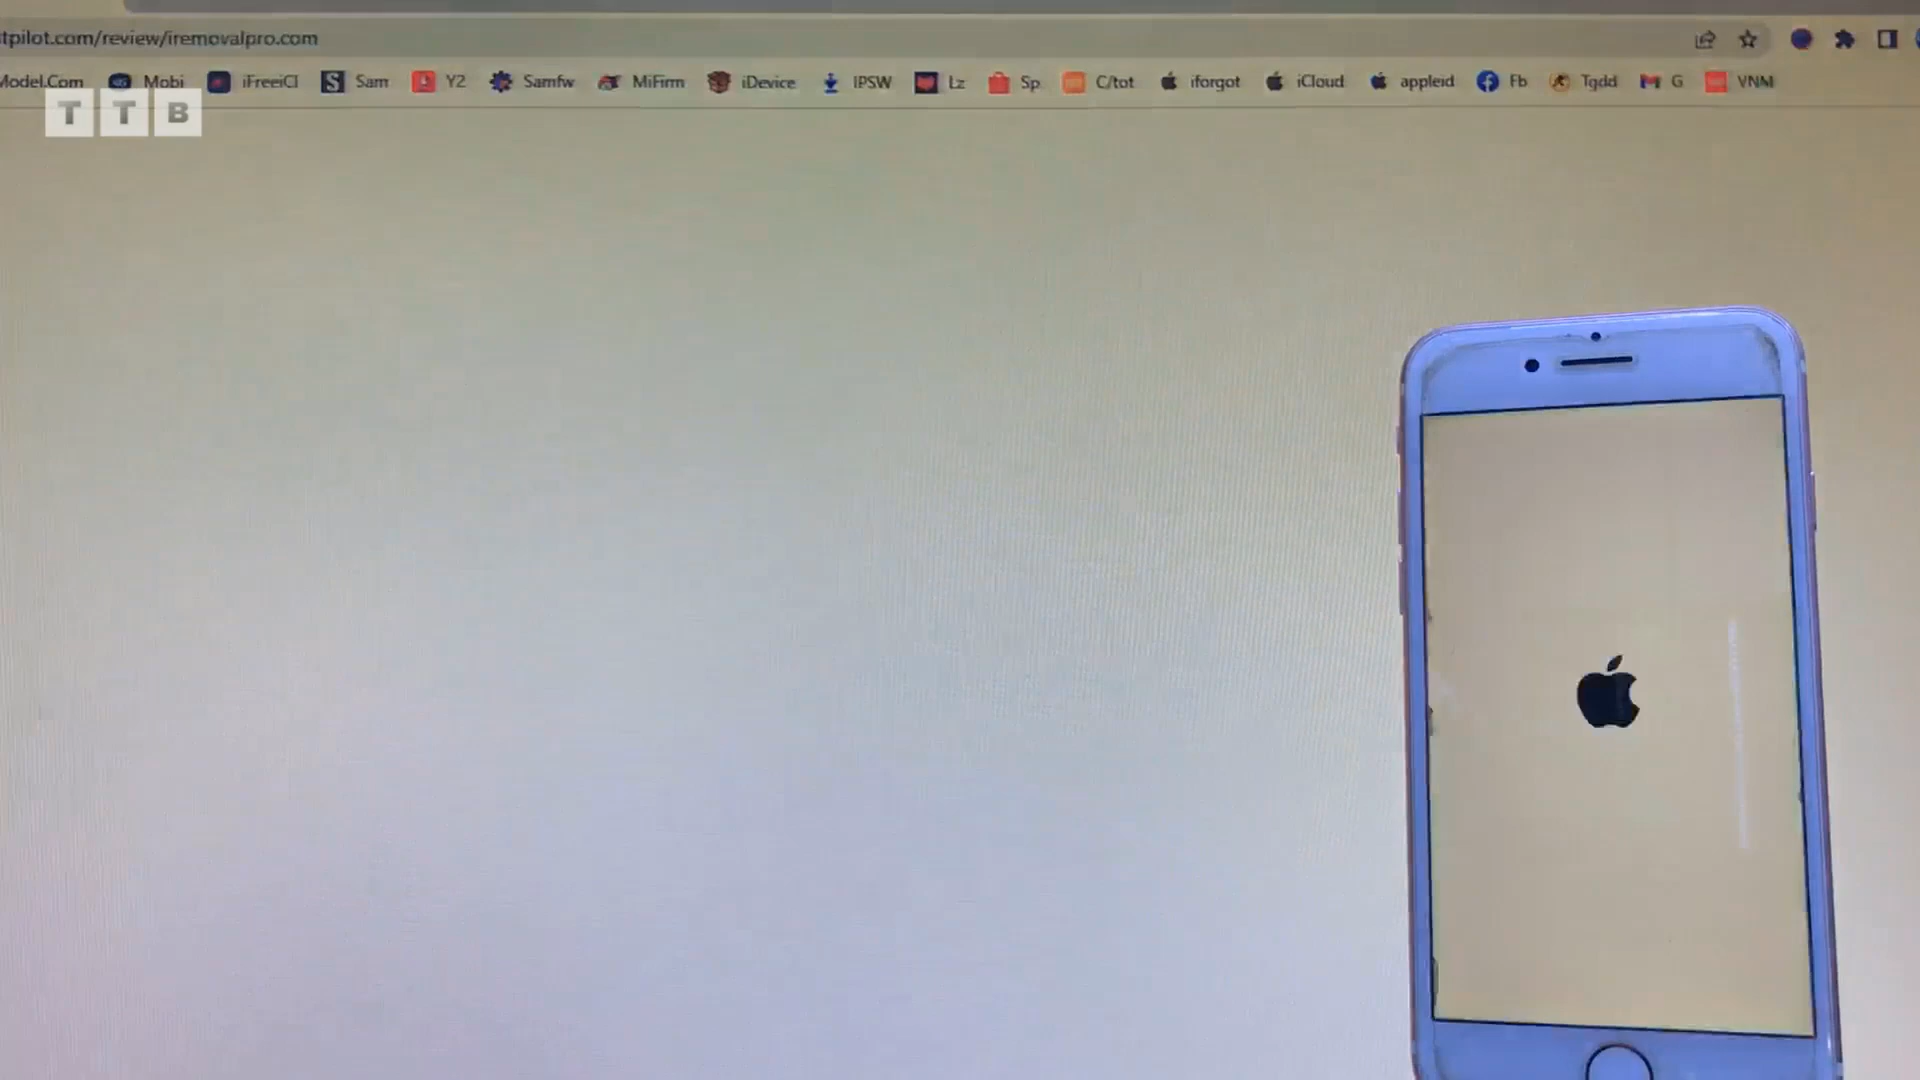 tpilot.com/review/iremovalpro.com
Model.Com Mobi iFreeiCl Sam Y2 Samfw MiFirm iDevice IPSW Lz Sp C/tot iforgot iCloud appleid Fb Tgdd G VNM
TTB